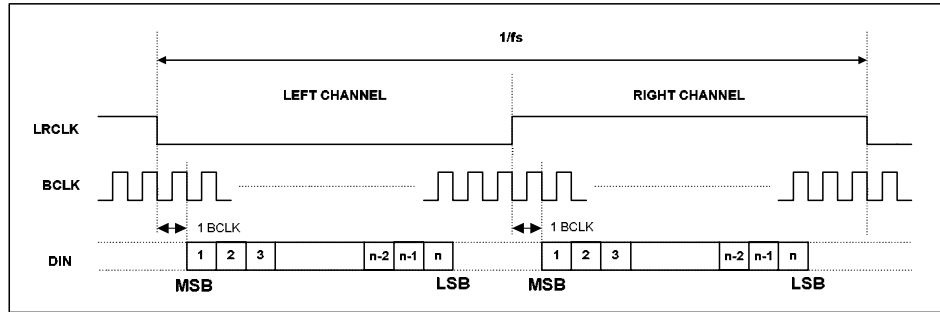 1/fs
LEFT CHANNEL RIGHT CHANNEL
LRCLK
BCLK
1 BCLK 1 BCLK
DIN 1 2 3 n-2 n-1 n 1 2 3 n-2 n-1 n
MSB LSB MSB LSB